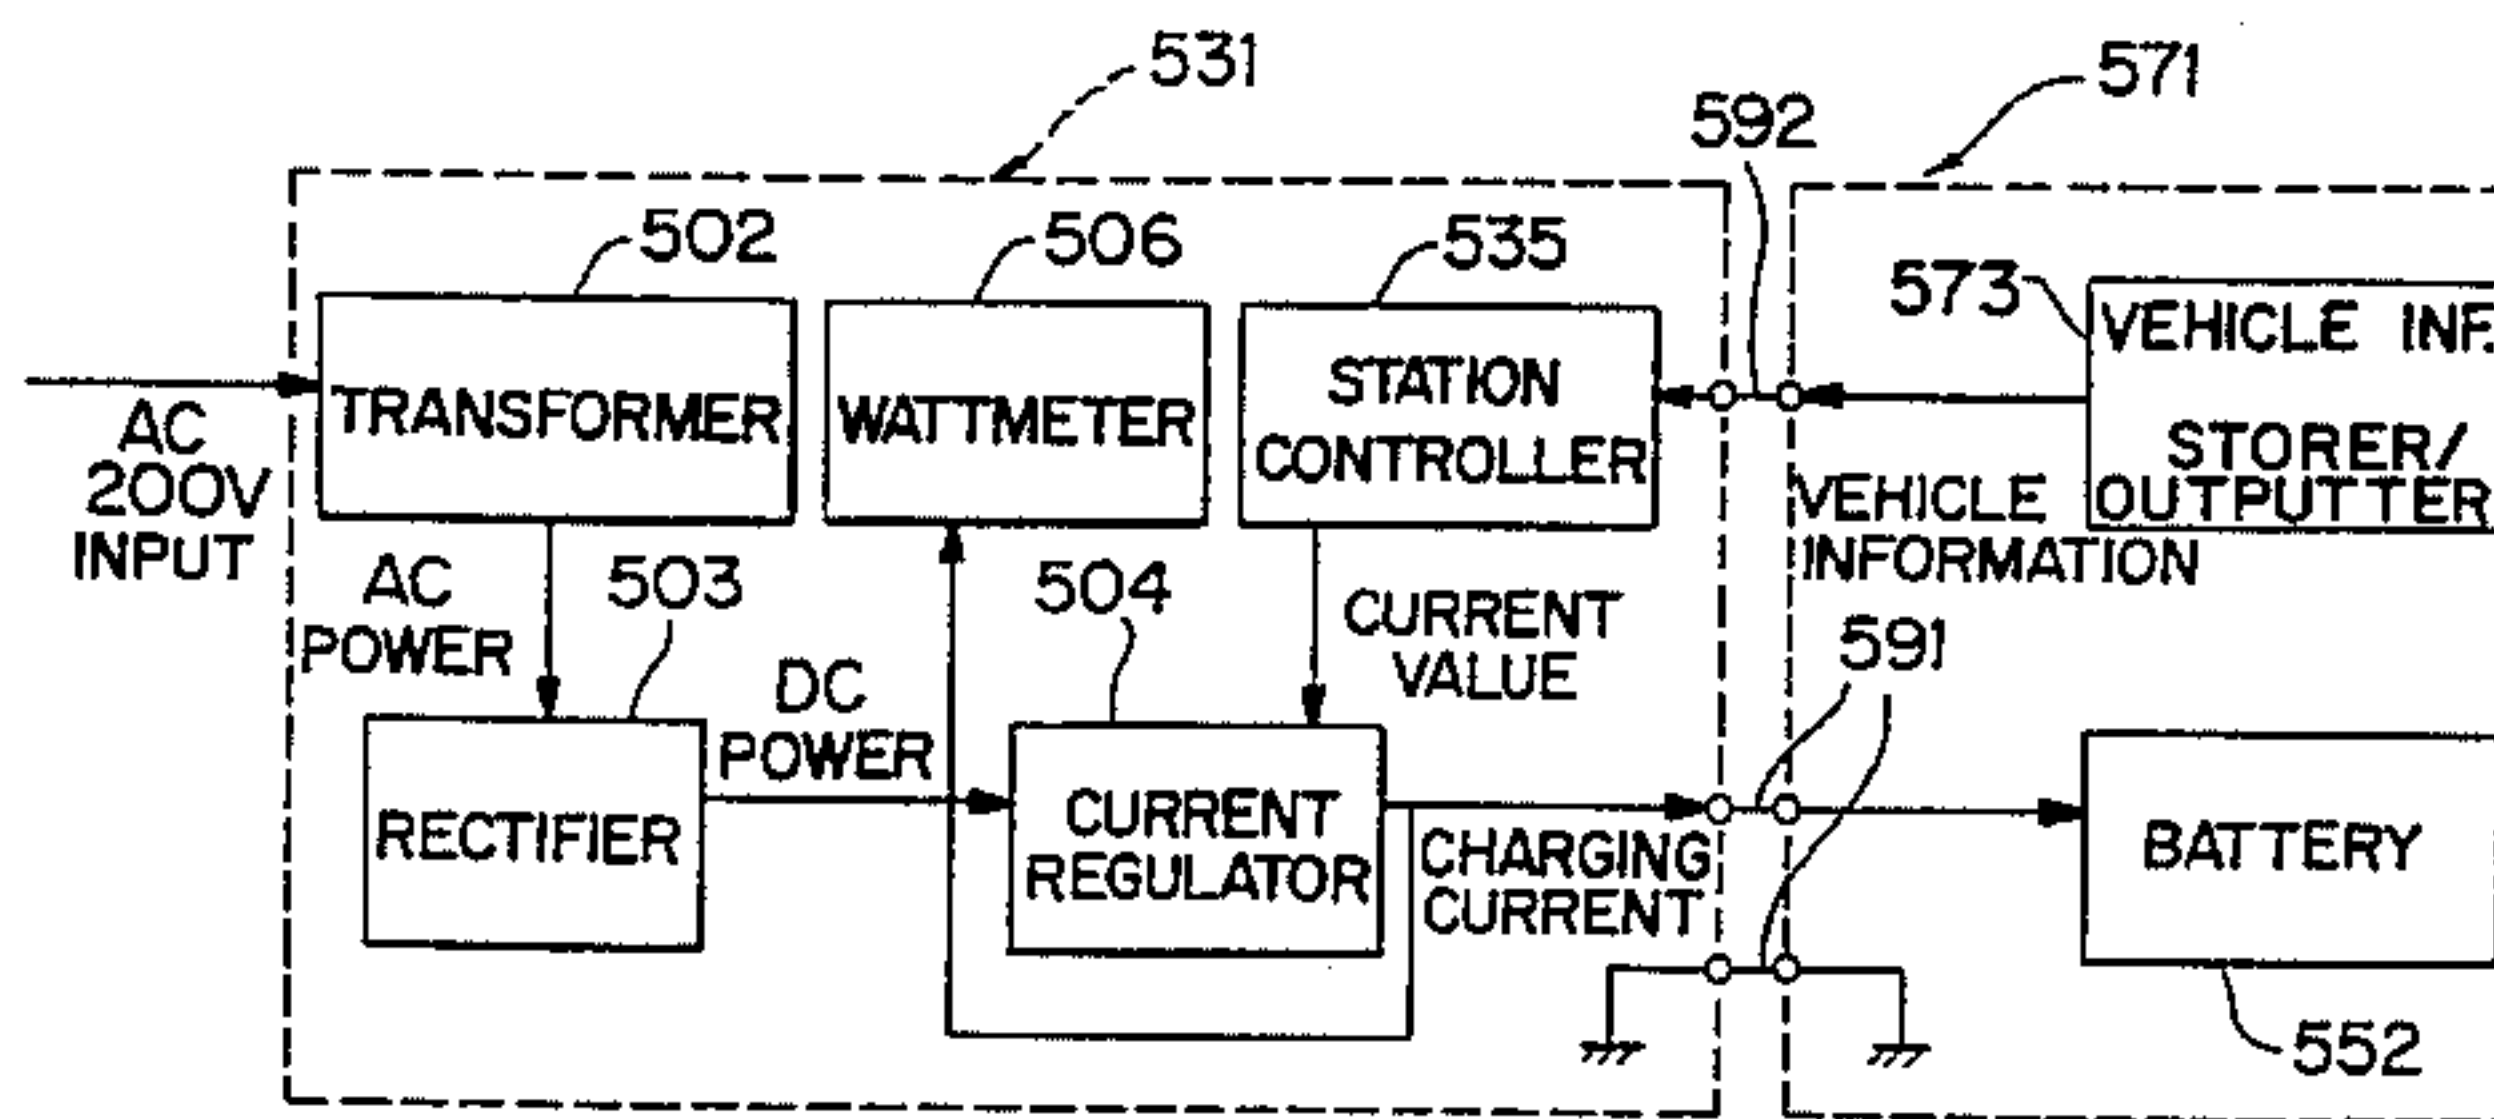 531
571
592
502
506
535
573
VEHICLE INF.
STORER/
OUTPUTTER
TRANSFORMER
WATTMETER
STATION
CONTROLLER
AC
200V
INPUT
VEHICLE
INFORMATION
AC
POWER
503
504
CURRENT
VALUE
591
DC
POWER
RECTIFIER
CURRENT
REGULATOR
CHARGING
CURRENT
BATTERY
552